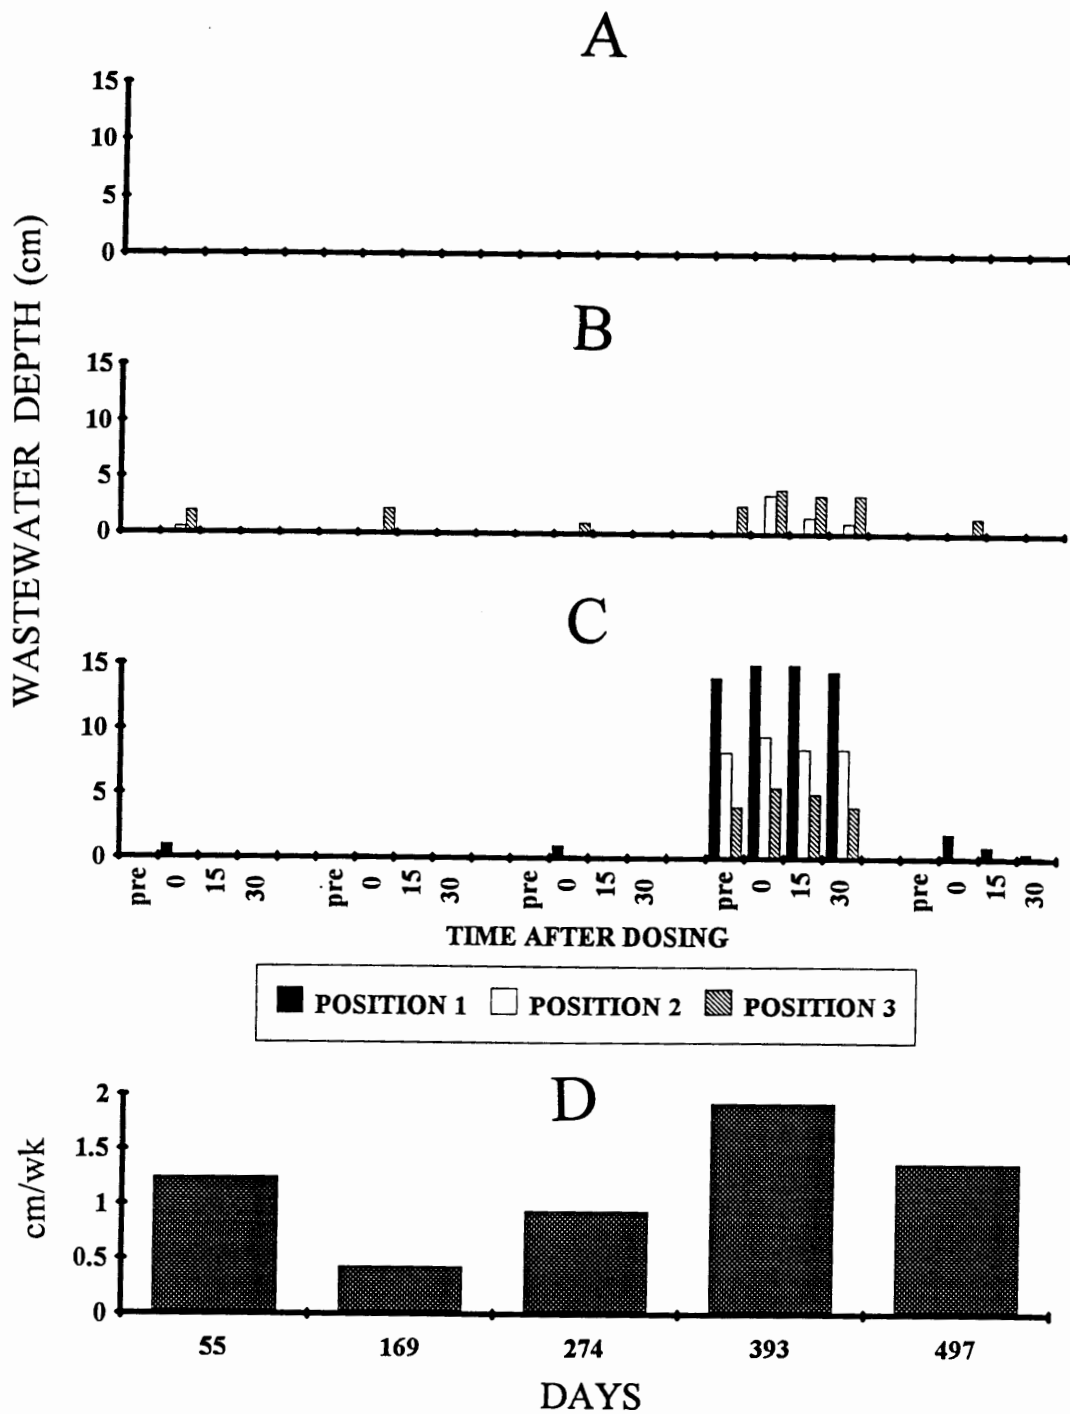 A
15
10
5
0
B
15
10
5
0
WASTEWATER DEPTH (cm)
C
15
10
5
0
pre 0 15 30 pre 0 15 30 pre 0 15 30 pre 0 15 30 pre 0 15 30
TIME AFTER DOSING
POSITION 1 POSITION 2 POSITION 3
D
2
1.5
1
0.5
0
cm/wk
55 169 274 393 497
DAYS